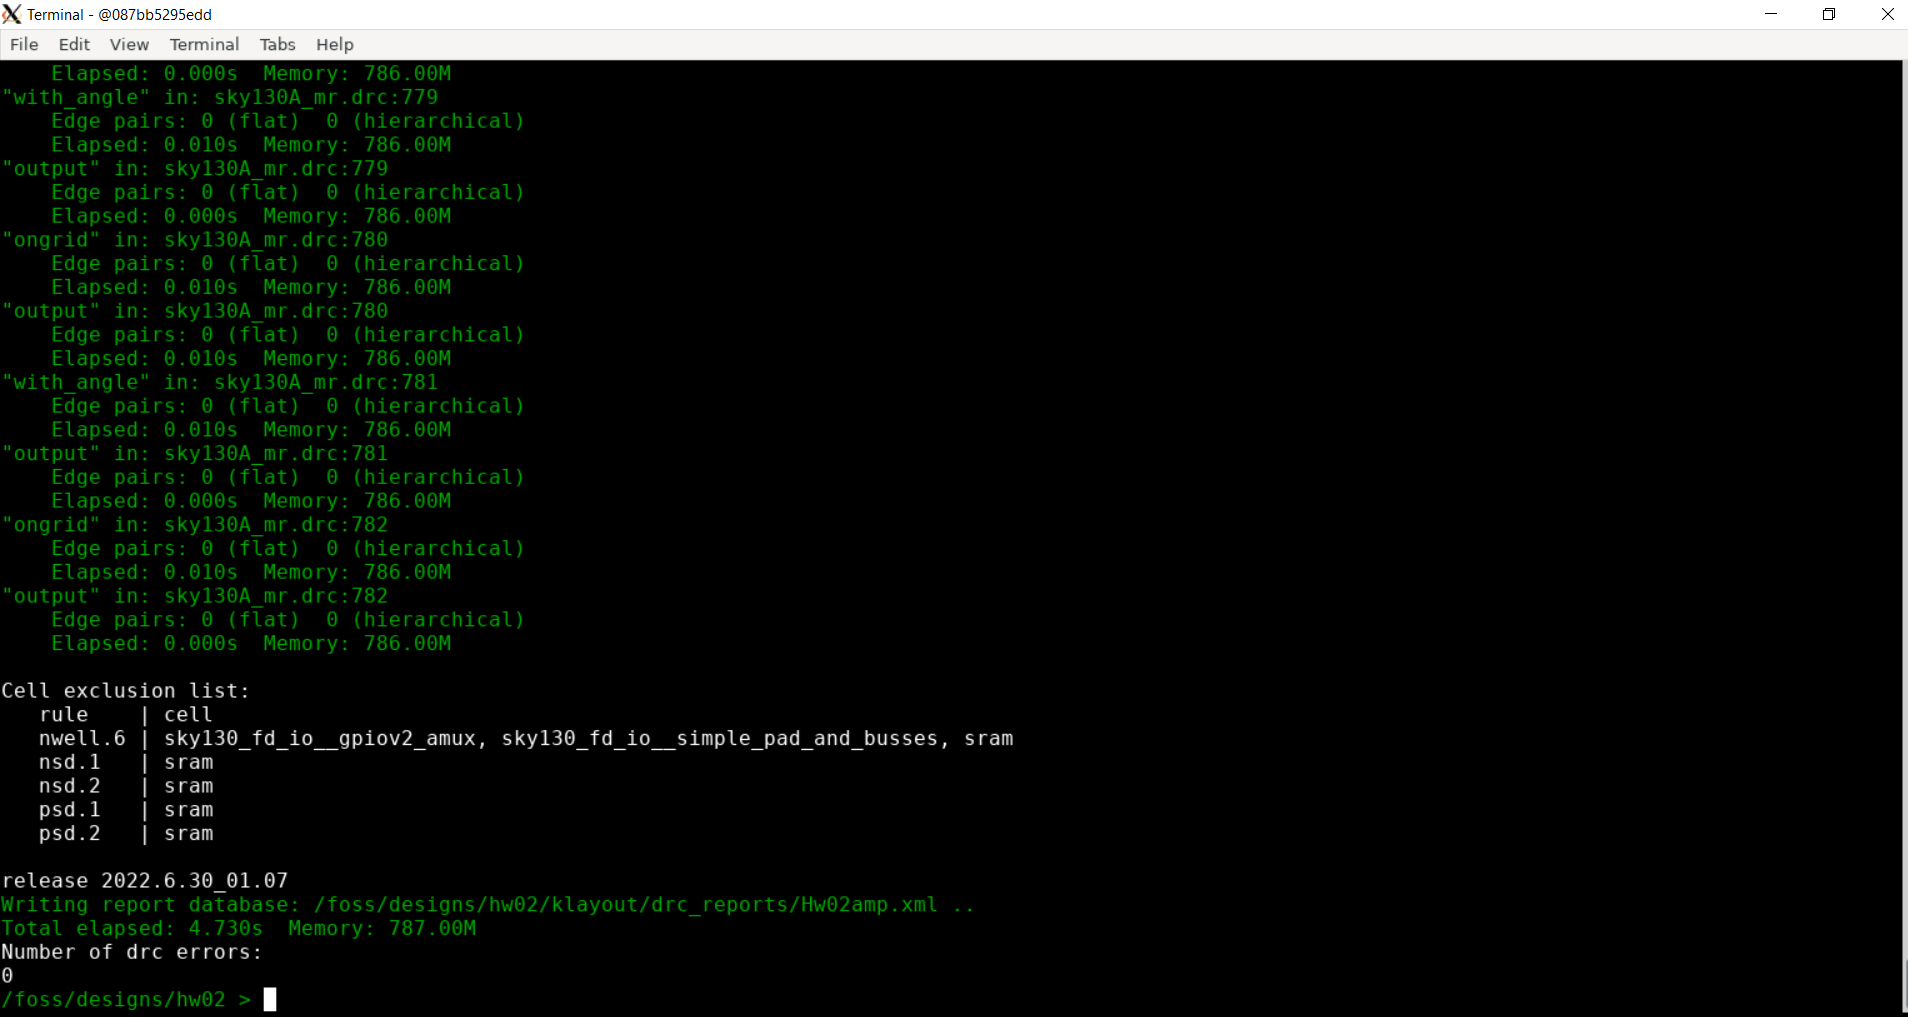 Terminal - @087bb5295edd
File Edit View Terminal Tabs Help
Elapsed: 0.000s Memory: 786.00M
"with_angle" in: sky130A_mr.drc:779
Edge pairs: 0 (flat) 0 (hierarchical)
Elapsed: 0.010s Memory: 786.00M
"output" in: sky130A_mr.drc:779
Edge pairs: 0 (flat) 0 (hierarchical)
Elapsed: 0.000s Memory: 786.00M
"ongrid" in: sky130A_mr.drc:780
Edge pairs: 0 (flat) 0 (hierarchical)
Elapsed: 0.010s Memory: 786.00M
"output" in: sky130A_mr.drc:780
Edge pairs: 0 (flat) 0 (hierarchical)
Elapsed: 0.010s Memory: 786.00M
"with_angle" in: sky130A_mr.drc:781
Edge pairs: 0 (flat) 0 (hierarchical)
Elapsed: 0.010s Memory: 786.00M
"output" in: sky130A_mr.drc:781
Edge pairs: 0 (flat) 0 (hierarchical)
Elapsed: 0.000s Memory: 786.00M
"ongrid" in: sky130A_mr.drc:782
Edge pairs: 0 (flat) 0 (hierarchical)
Elapsed: 0.010s Memory: 786.00M
"output" in: sky130A_mr.drc:782
Edge pairs: 0 (flat) 0 (hierarchical)
Elapsed: 0.000s Memory: 786.00M
Cell exclusion list:
rule | cell
nwell.6 | sky130_fd_io__gpiov2_amux, sky130_fd_io__simple_pad_and_busses, sram
nsd.1 | sram
nsd.2 | sram
psd.1 | sram
psd.2 | sram
release 2022.6.30_01.07
Writing report database: /foss/designs/hw02/klayout/drc_reports/Hw02amp.xml ..
Total elapsed: 4.730s Memory: 787.00M
Number of drc errors:
0
/foss/designs/hw02 >